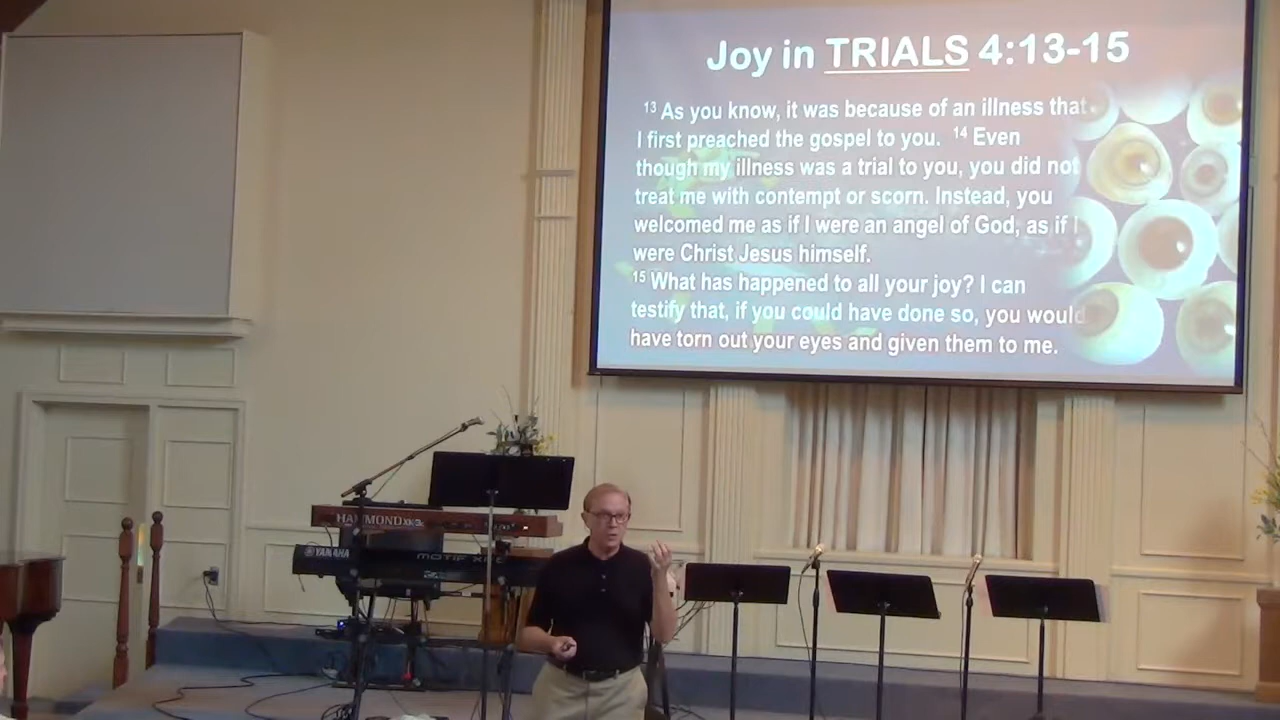 Joy in TRIALS 4:13-15
13 As you know, it was because of an illness that
I first preached the gospel to you. 14 Even
though my illness was a trial to you, you did not
treat me with contempt or scorn. Instead, you
welcomed me as if I were an angel of God, as if I
were Christ Jesus himself.
15 What has happened to all your joy? I can
testify that, if you could have done so, you would
have torn out your eyes and given them to me.
HAMMOND
YAMAHA
MOTIF